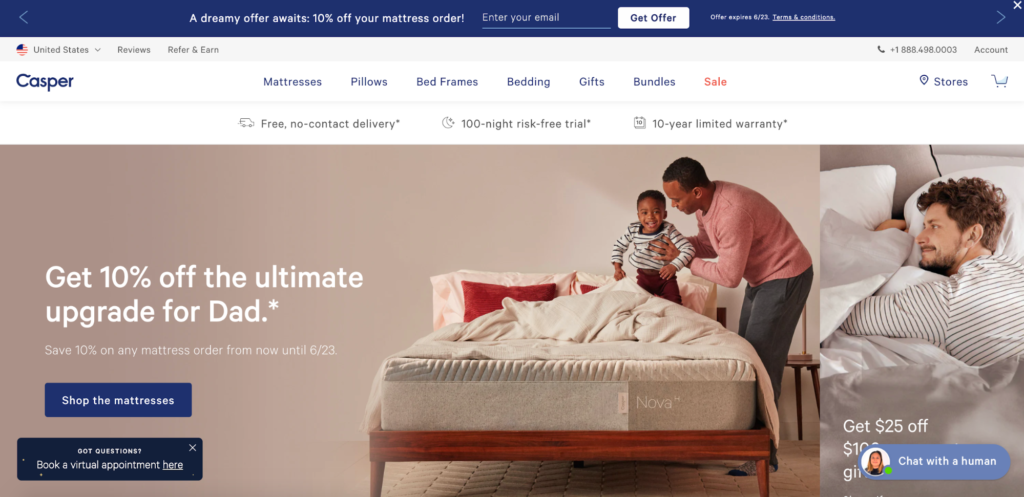 A dreamy offer awaits: 10% off your mattress order! Enter your email Get Offer Offer expires 6/23. Terms & conditions.
United States Reviews Refer & Earn +1 888.498.0003 Account
Casper Mattresses Pillows Bed Frames Bedding Gifts Bundles Sale Stores
Free, no-contact delivery* 100-night risk-free trial* 10 10-year limited warranty*
Get 10% off the ultimate
upgrade for Dad.*
Save 10% on any mattress order from now until 6/23.
Shop the mattresses
Nova
GOT QUESTIONS?
Book a virtual appointment here
Get $25 off
Chat with a human